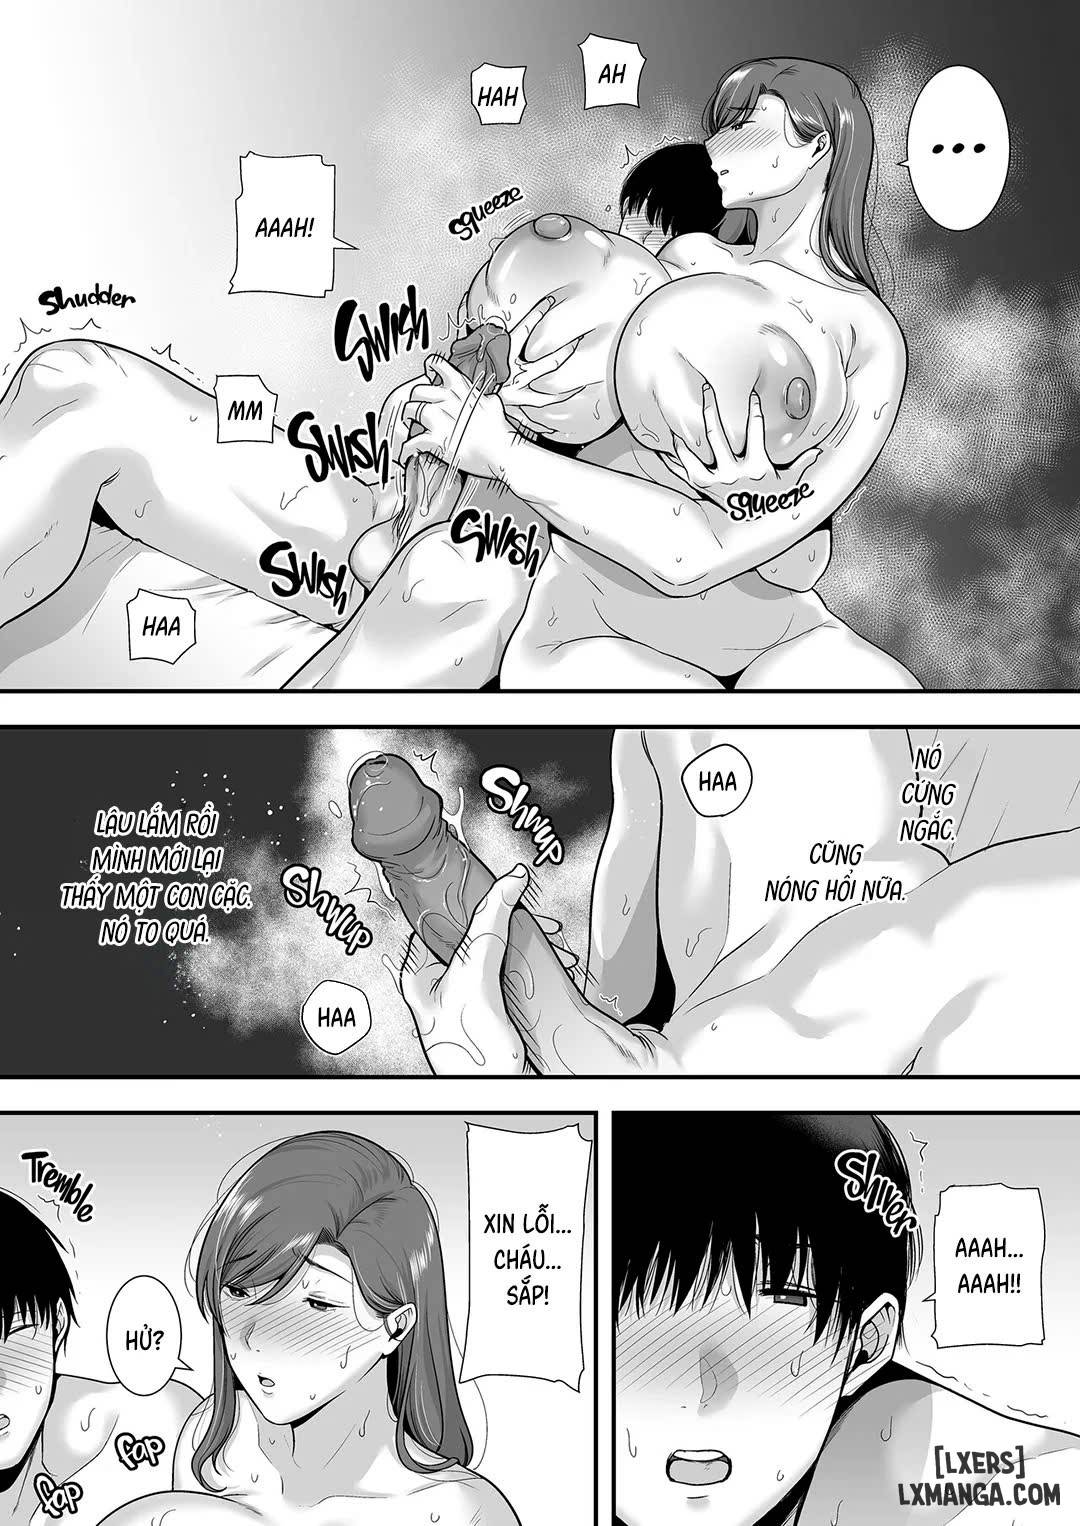 AH
HAH
...
AAAH!
Squeeze
Shudder
SWISH
SWISH
MM
Squeeze
SWISH
SWISH
HAA
NÓ
CỨNG
NGẮC.
HAA
CŨNG
NÓNG HỔI NỮA.
SHWUP
LÂU LẮM RỒI
MÌNH MỚI LẠI
THẤY MỘT CON CẶC.
NÓ TO QUÁ.
SHWUP
HAA
Tremble
HỬ?
XIN LỖI...
CHÁU...
SẮP!
fap
fap
Shiver
AAAH...
AAAH!!
[LXERS]
LXMANGA.COM